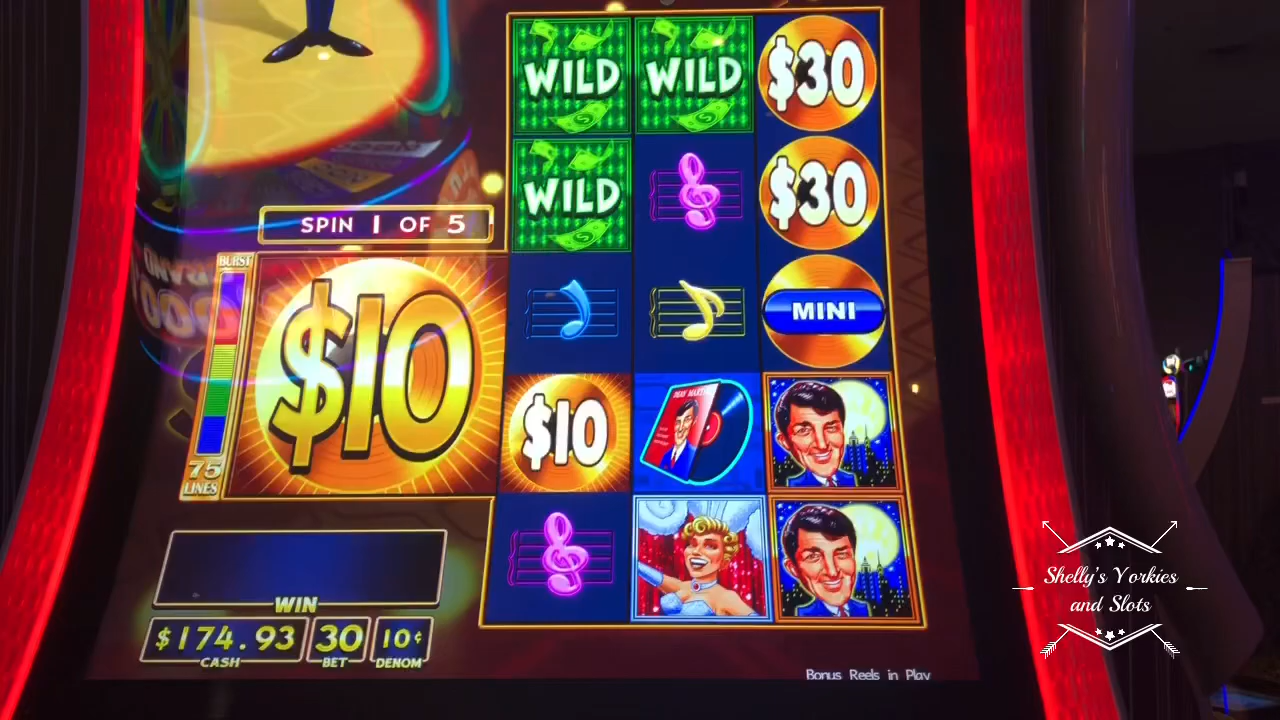 WILD
WILD
$30
WILD
$30
SPIN 1 OF 5
BURST
MINI
$10
$10
75
LINES
WIN
$174.93
30
10¢
CASH
BET
DENOM
Bonus Reels in Play
Shelly's Yorkies
and Slots